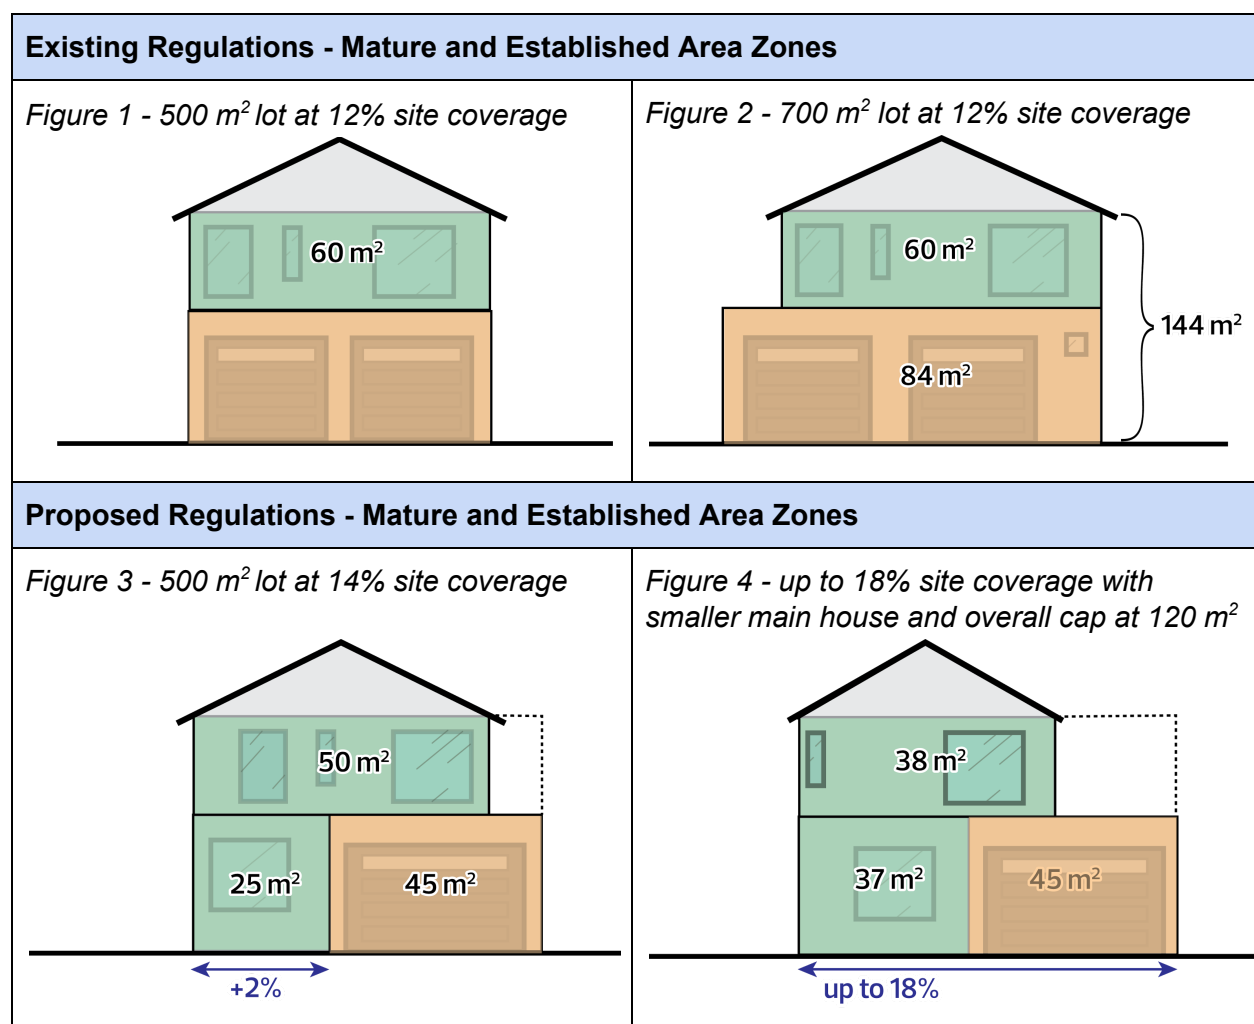 Existing Regulations - Mature and Established Area Zones
Figure 1 - 500 m² lot at 12% site coverage
60 m²
Figure 2 - 700 m² lot at 12% site coverage
60 m²
84 m²
144 m²
Proposed Regulations - Mature and Established Area Zones
Figure 3 - 500 m² lot at 14% site coverage
50 m²
25 m²
45 m²
+2%
Figure 4 - up to 18% site coverage with
smaller main house and overall cap at 120 m²
38 m²
37 m²
45 m²
up to 18%